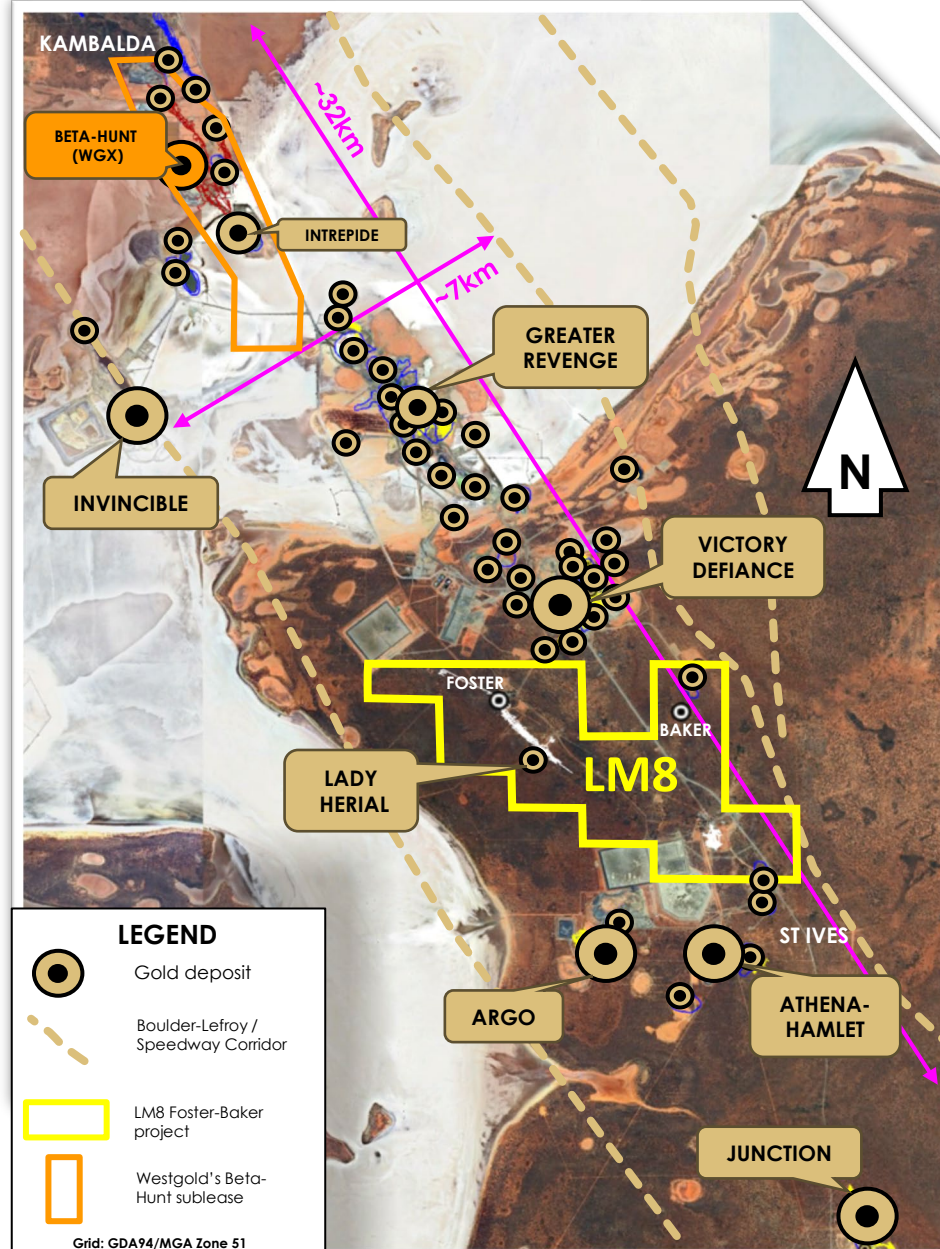 KAMBALDA
~32km
BETA-HUNT
(WGX)
INTREPIDE
~7km
GREATER
REVENGE
N
INVINCIBLE
VICTORY
DEFIANCE
FOSTER
BAKER
LM8
LADY
HERIAL
ST IVES
ARGO
ATHENA-
HAMLET
JUNCTION
LEGEND
Gold deposit
Boulder-Lefroy /
Speedway Corridor
LM8 Foster-Baker
project
Westgold's Beta-
Hunt sublease
Grid: GDA94/MGA Zone 51